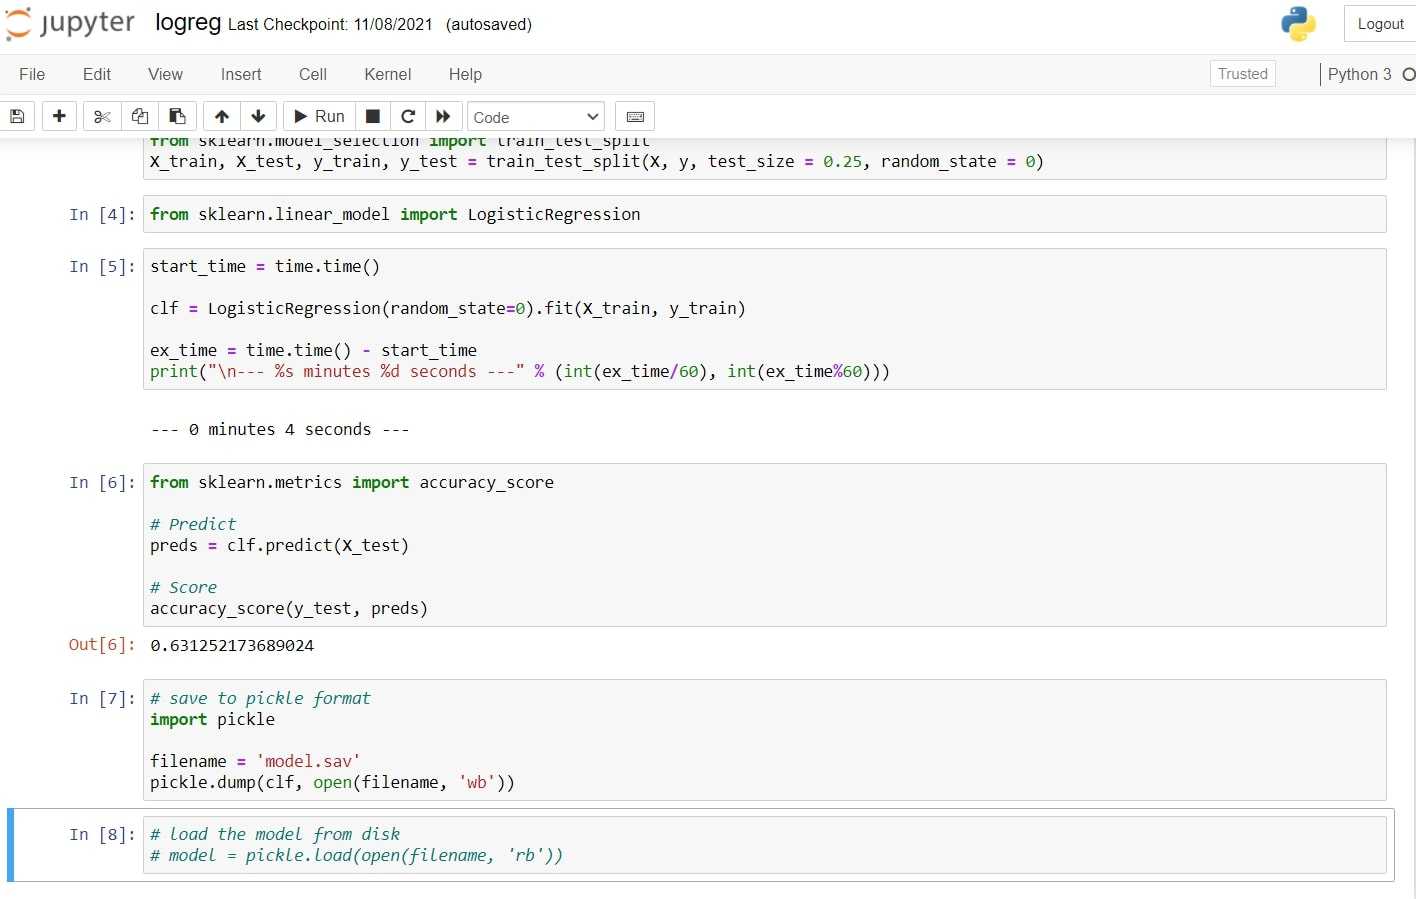 jupyter logreg Last Checkpoint: 11/08/2021 (autosaved) Logout
File Edit View Insert Cell Kernel Help Trusted Python 3
Run Code
from sklearn.model_selection import train_test_split
X_train, X_test, y_train, y_test = train_test_split(X, y, test_size = 0.25, random_state = 0)
In [4]: from sklearn.linear_model import LogisticRegression
In [5]: start_time = time.time()
clf = LogisticRegression(random_state=0).fit(X_train, y_train)
ex_time = time.time() - start_time
print("\n--- %s minutes %d seconds ---" % (int(ex_time/60), int(ex_time%60)))
--- 0 minutes 4 seconds ---
In [6]: from sklearn.metrics import accuracy_score
# Predict
preds = clf.predict(X_test)
# Score
accuracy_score(y_test, preds)
Out[6]: 0.631252173689024
In [7]: # save to pickle format
import pickle
filename = 'model.sav'
pickle.dump(clf, open(filename, 'wb'))
In [8]: # load the model from disk
# model = pickle.load(open(filename, 'rb'))